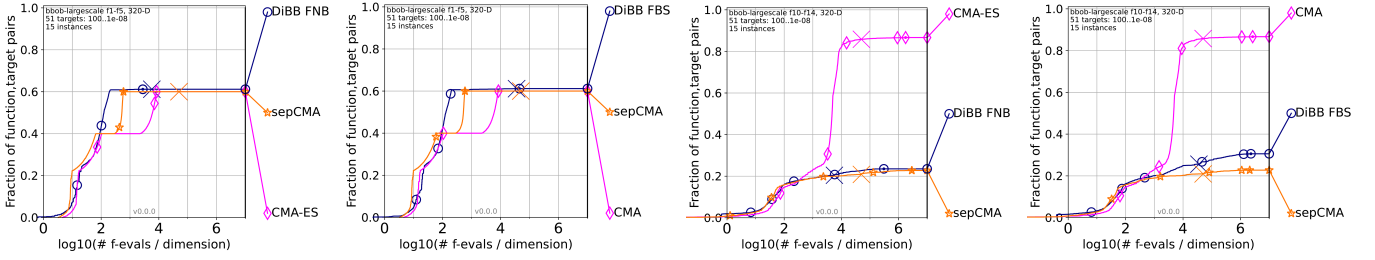 bbob-largescale f1-f5, 320-D
51 targets: 100..1e-08
15 instances
Fraction of function,target pairs
1.0
0.8
0.6
0.4
0.2
0.0
0
2
4
6
v0.0.0
log10(# f-evals / dimension)
DiBB FNB
sepCMA
CMA-ES
bbob-largescale f1-f5, 320-D
51 targets: 100..1e-08
15 instances
Fraction of function,target pairs
1.0
0.8
0.6
0.4
0.2
0.0
0
2
4
6
v0.0.0
log10(# f-evals / dimension)
DiBB FBS
sepCMA
CMA
bbob-largescale f10-f14, 320-D
51 targets: 100..1e-08
15 instances
Fraction of function,target pairs
1.0
0.8
0.6
0.4
0.2
0.0
0
2
4
6
v0.0.0
log10(# f-evals / dimension)
CMA-ES
DiBB FNB
sepCMA
bbob-largescale f10-f14, 320-D
51 targets: 100..1e-08
15 instances
Fraction of function,target pairs
1.0
0.8
0.6
0.4
0.2
0.0
0
2
4
6
v0.0.0
log10(# f-evals / dimension)
CMA
DiBB FBS
sepCMA